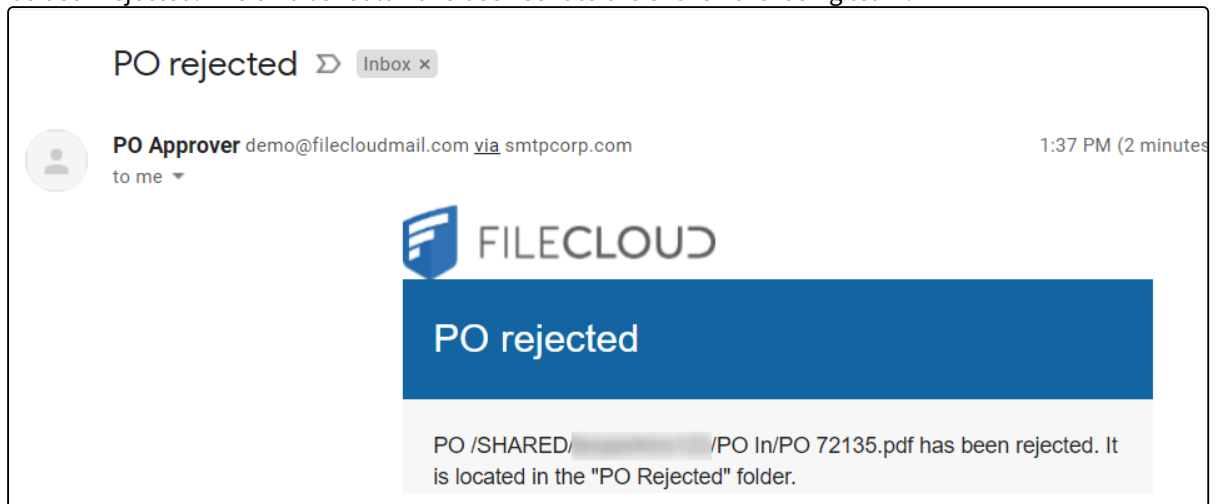 PO rejected Inbox ×
PO Approver demo@filecloudmail.com via smtpcorp.com 1:37 PM (2 minutes
to me
FILECLOUD
PO rejected
PO /SHARED/ /PO In/PO 72135.pdf has been rejected. It
is located in the "PO Rejected" folder.